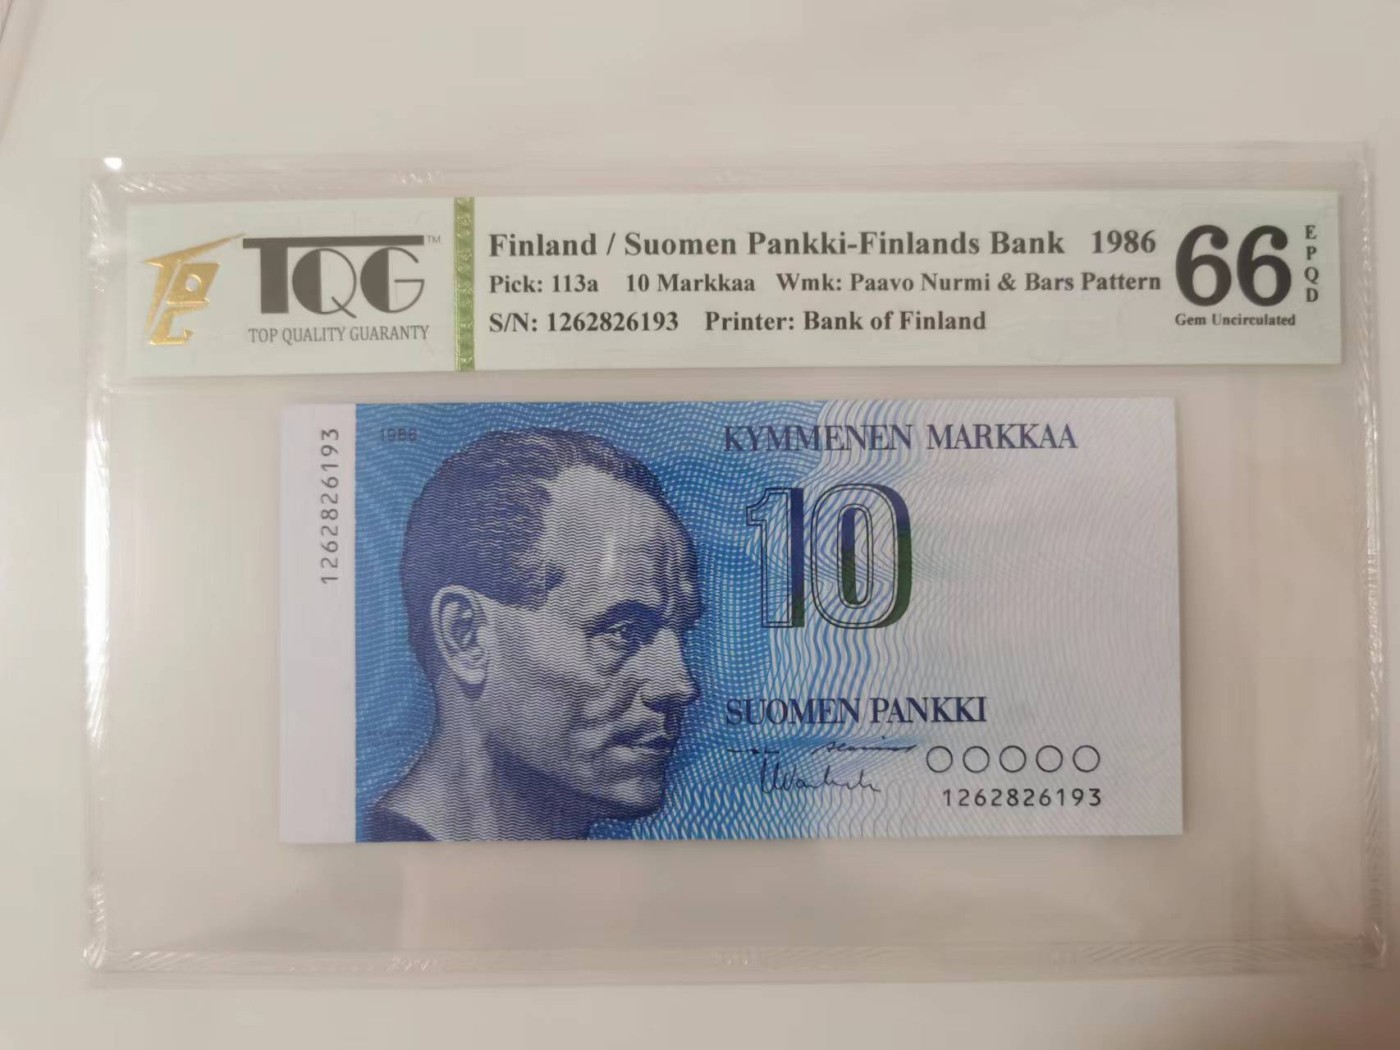 TQG™
TOP QUALITY GUARANTY
Finland / Suomen Pankki-Finlands Bank 1986
Pick: 113a 10 Markkaa Wmk: Paavo Nurmi & Bars Pattern
S/N: 1262826193 Printer: Bank of Finland
66
EPQD
Gem Uncirculated
1262826193
1986
KYMMENEN MARKKAA
10
SUOMEN PANKKI
1262826193